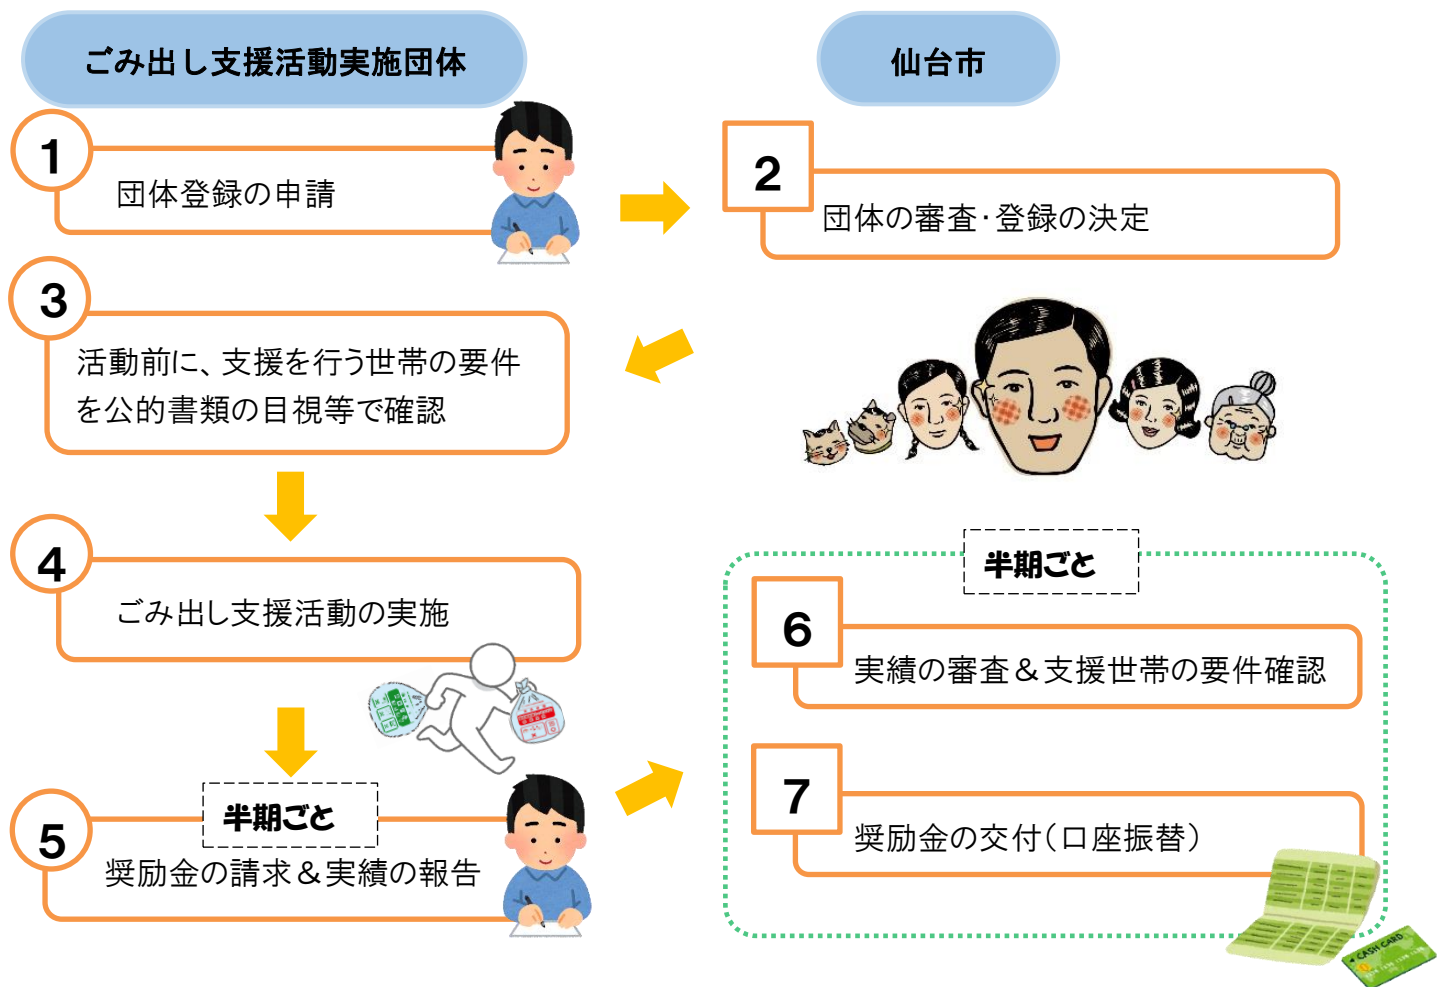 ごみ出し支援活動実施団体
仙台市
1
団体登録の申請
2
団体の審査・登録の決定
3
活動前に、支援を行う世帯の要件
を公的書類の目視等で確認
4
ごみ出し支援活動の実施
5
半期ごと
奨励金の請求＆実績の報告
半期ごと
6
実績の審査＆支援世帯の要件確認
7
奨励金の交付（口座振替）
CASH CARD